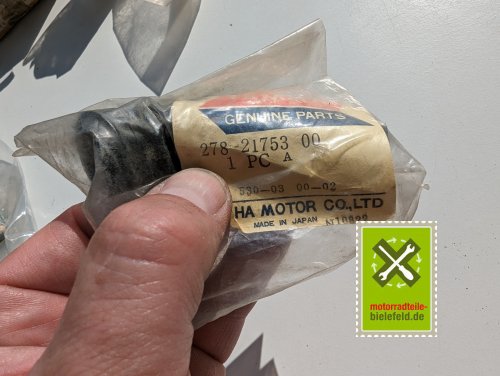 GENUINE PARTS
278-21753 00
1 PC A
530-03 00-02
HA MOTOR CO.,LTD
MADE IN JAPAN
motorradteile-
bielefeld.de